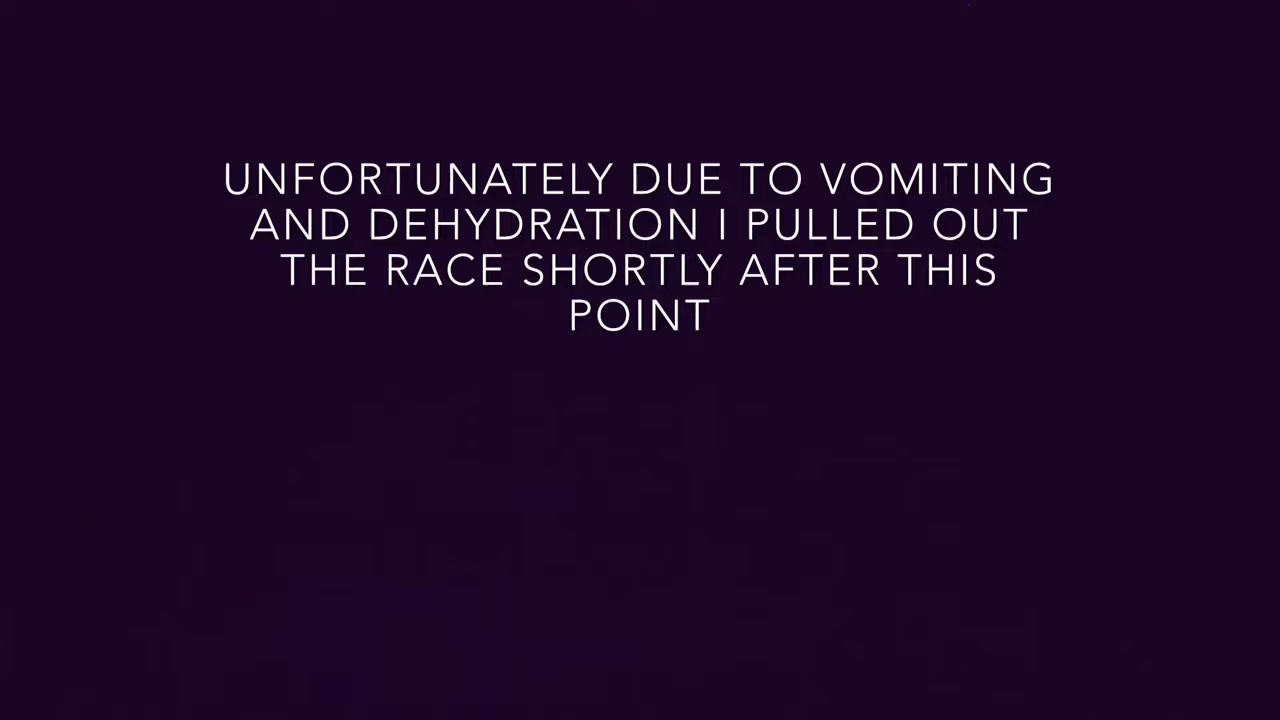 UNFORTUNATELY DUE TO VOMITING
AND DEHYDRATION I PULLED OUT
THE RACE SHORTLY AFTER THIS
POINT